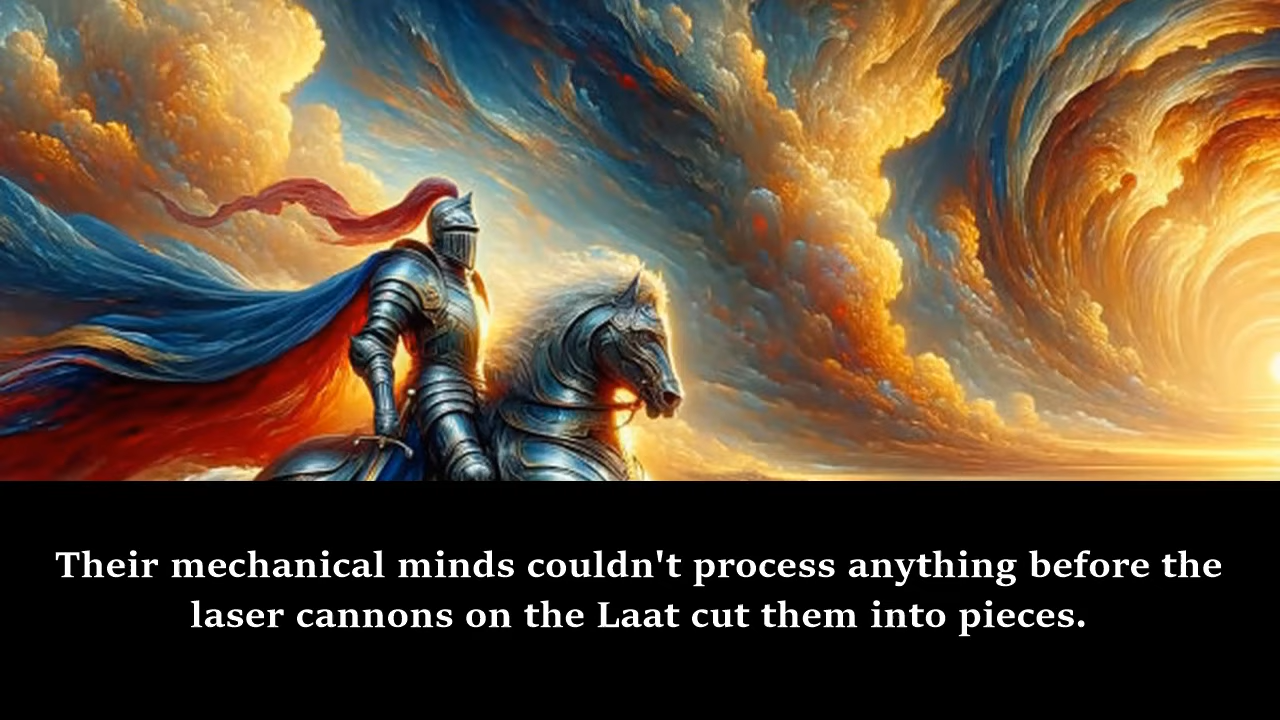 Their mechanical minds couldn't process anything before the
laser cannons on the Laat cut them into pieces.